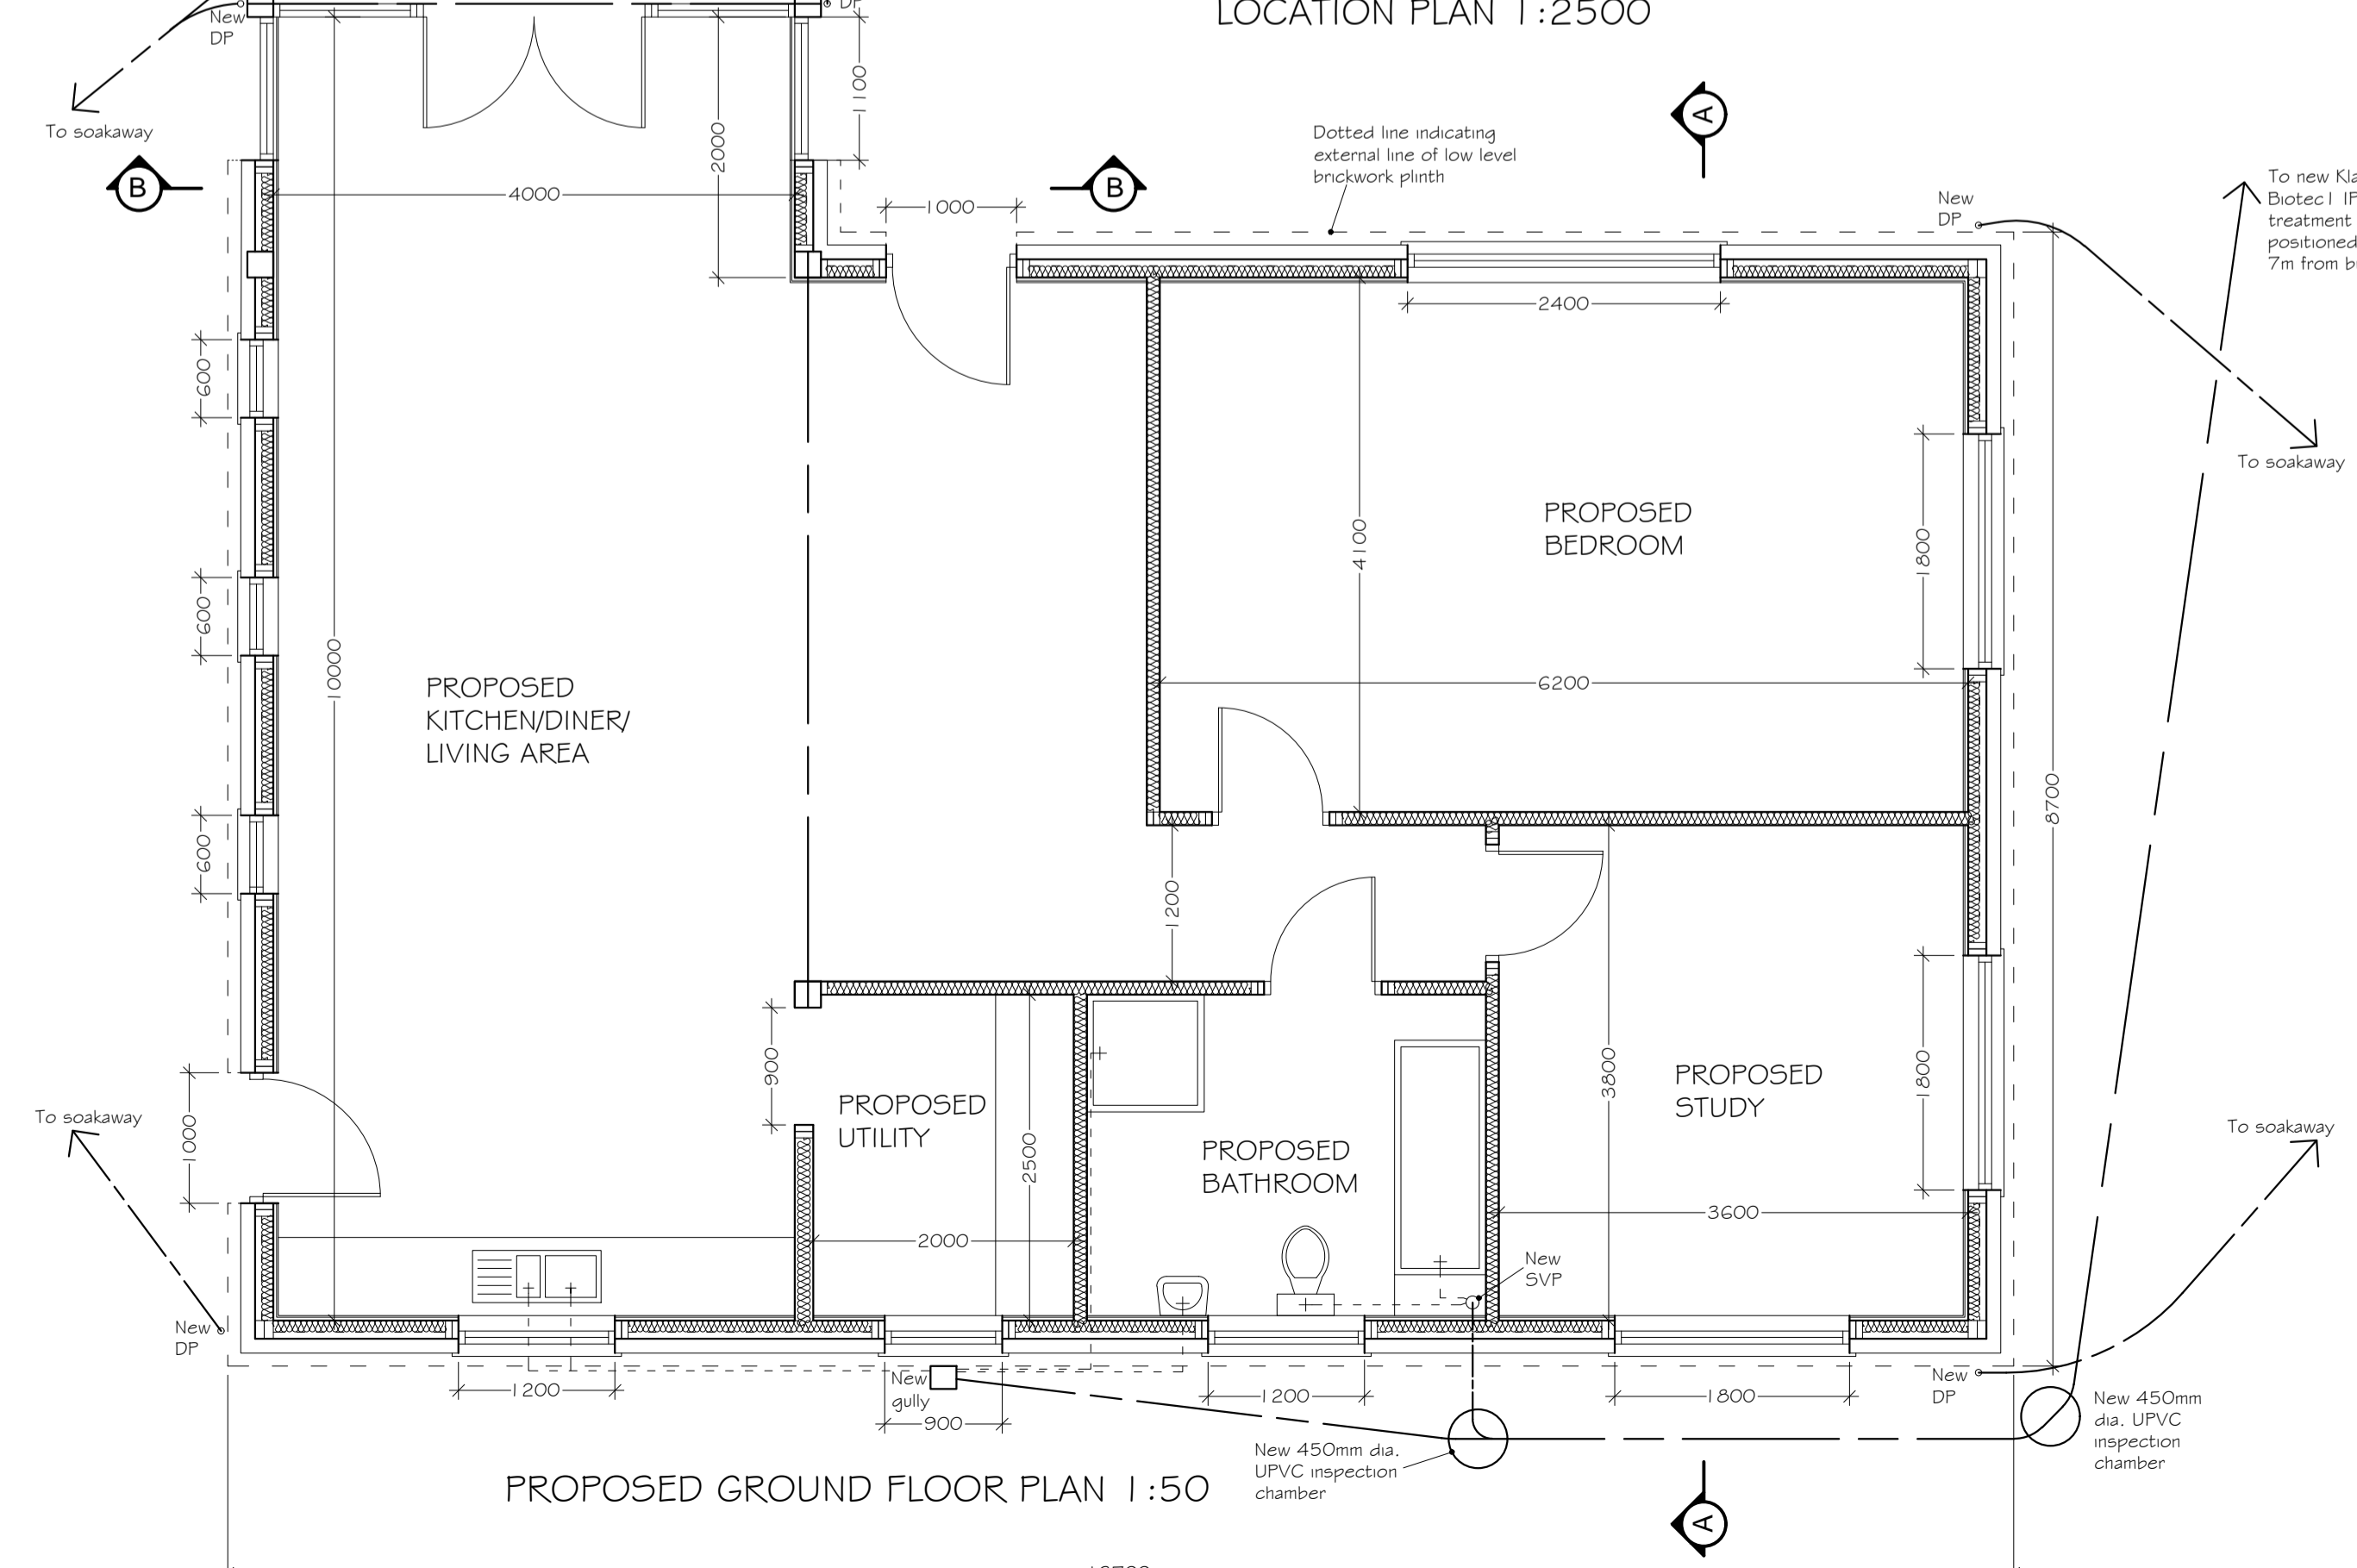 LOCATION PLAN 1:2500
New
DP
DP
To soakaway
1100
2000
4000
1000
B
B
A
Dotted line indicating
external line of low level
brickwork plinth
New
DP
To new
Biotec1
treatment
positioned
7m from
2400
600
600
600
10000
4100
1800
6200
8700
PROPOSED
BEDROOM
To soakaway
PROPOSED
KITCHEN/DINER/
LIVING AREA
1200
900
1000
To soakaway
PROPOSED
UTILITY
2500
2000
PROPOSED
BATHROOM
3800
PROPOSED
STUDY
1800
3600
To soakaway
New
SVP
New
DP
1200
New
gully
900
1200
1800
New
DP
New 450mm
dia. UPVC
inspection
chamber
New 450mm dia.
UPVC inspection
chamber
PROPOSED GROUND FLOOR PLAN 1:50
A